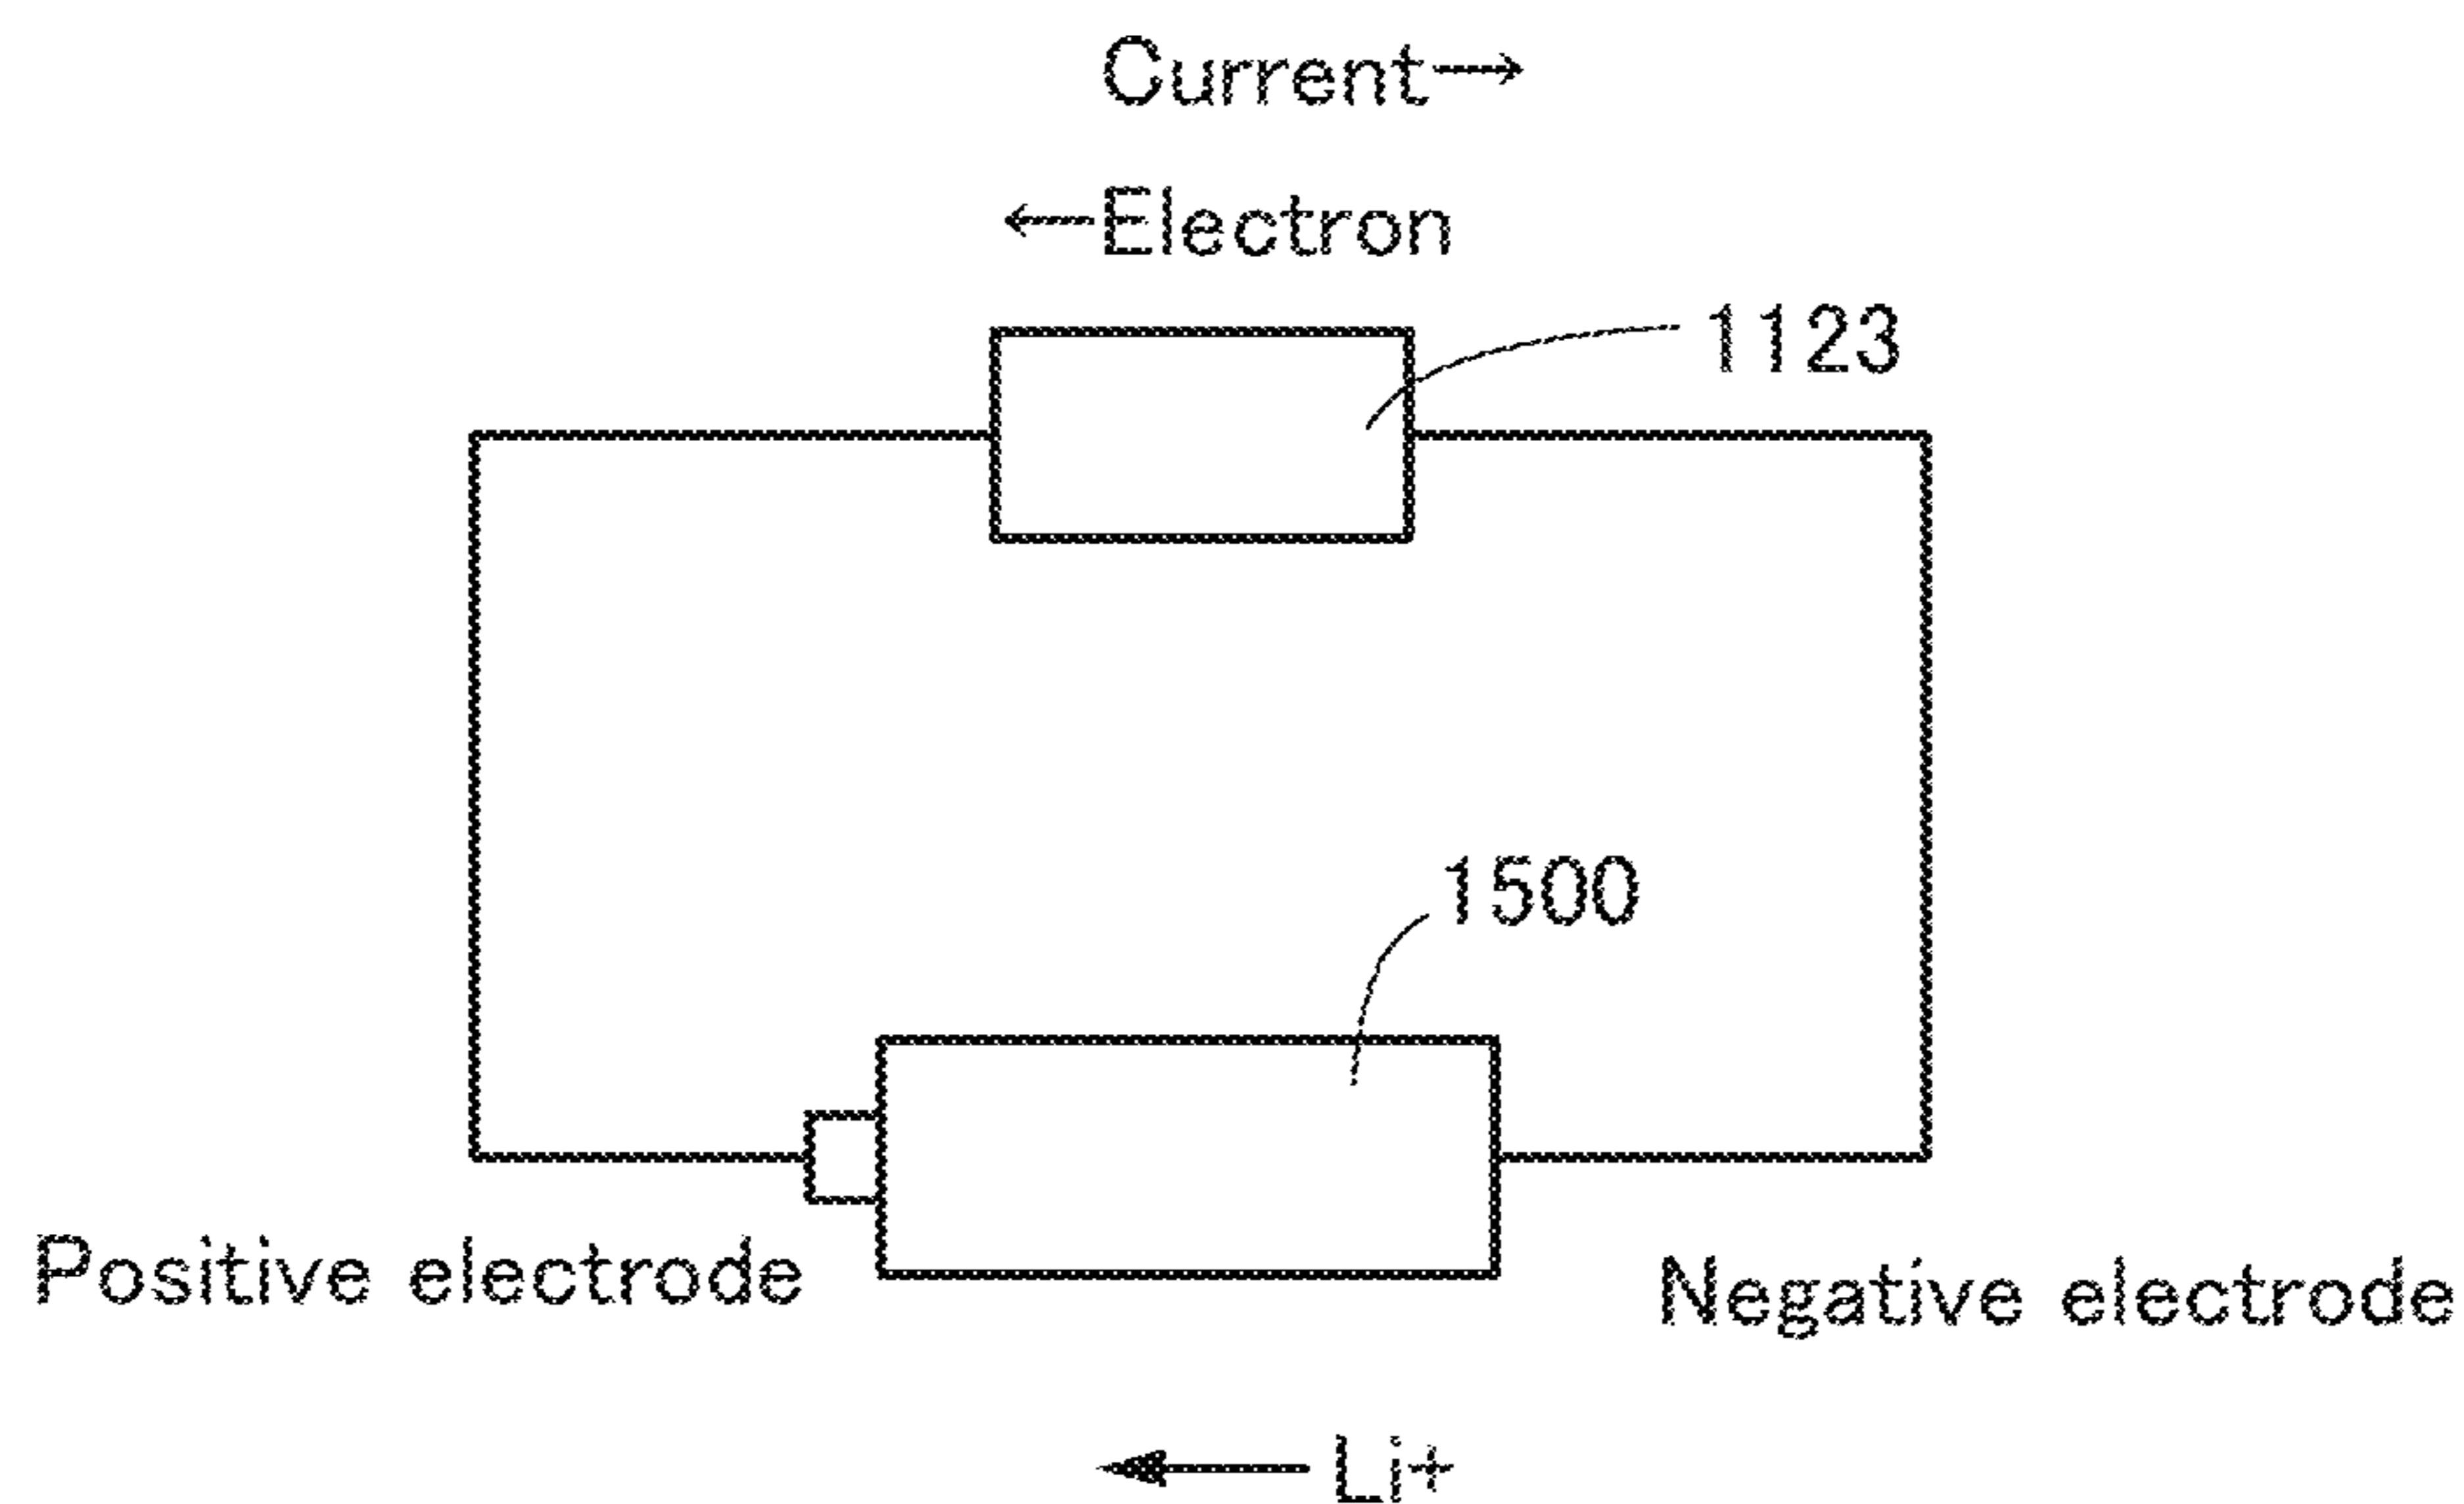 Current→
←Electron
1123
1500
Positive electrode
Negative electrode
← Li+